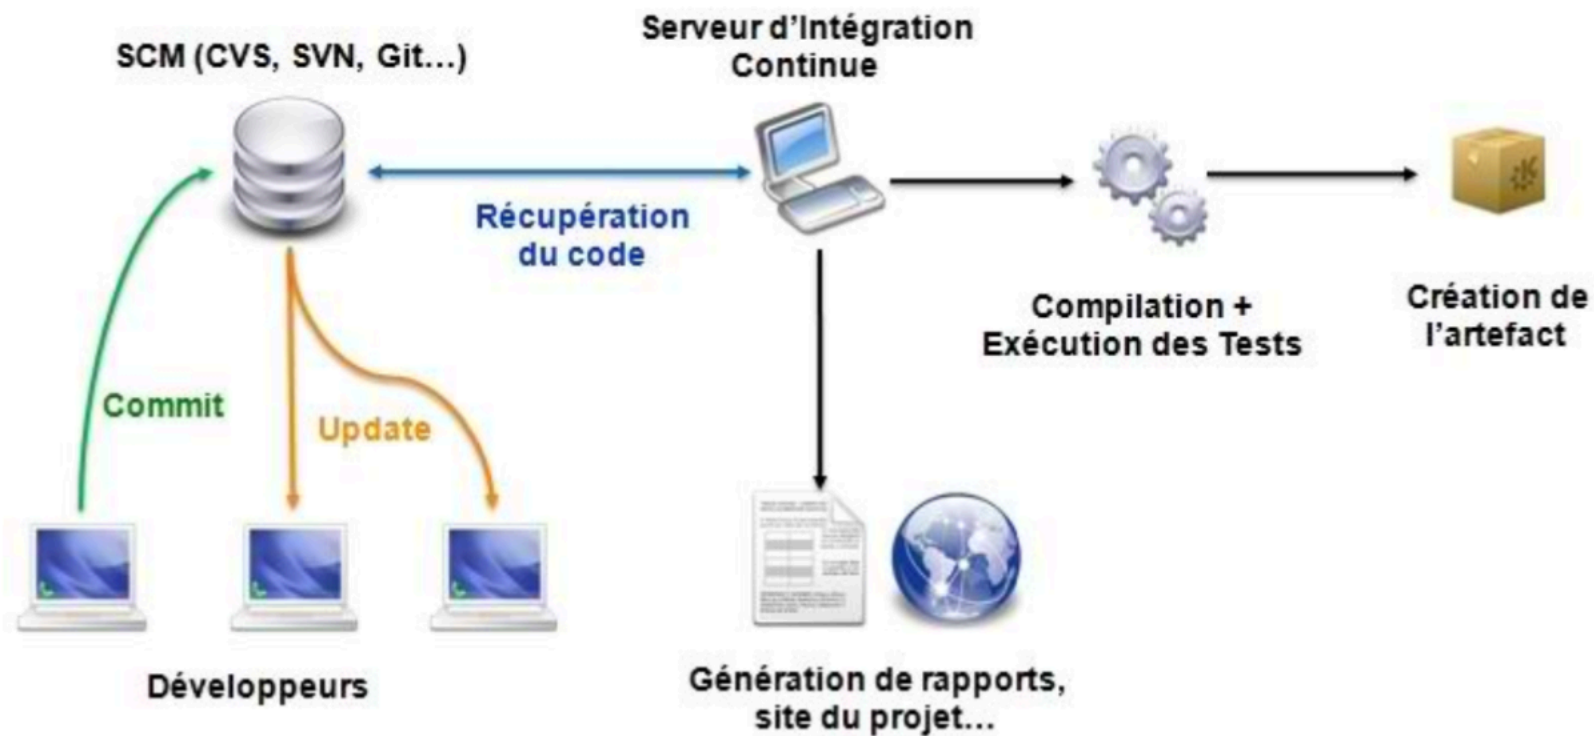 SCM (CVS, SVN, Git...)
Serveur d'Intégration
Continue
Récupération
du code
Compilation +
Exécution des Tests
Création de
l'artefact
Commit
Update
Développeurs
Génération de rapports,
site du projet...